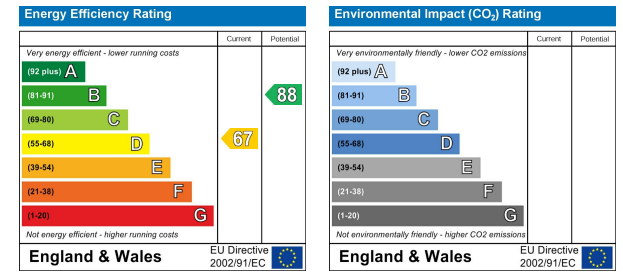 Energy Efficiency Rating
Current Potential
Very energy efficient - lower running costs
(92 plus) A
(81-91) B
88
(69-80) C
(55-68) D
67
(39-54) E
(21-38) F
(1-20) G
Not energy efficient - higher running costs
England & Wales
EU Directive
2002/91/EC
Environmental Impact (CO₂) Rating
Current Potential
Very environmentally friendly - lower CO2 emissions
(92 plus) A
(81-91) B
(69-80) C
(55-68) D
(39-54) E
(21-38) F
(1-20) G
Not environmentally friendly - higher CO2 emissions
England & Wales
EU Directive
2002/91/EC